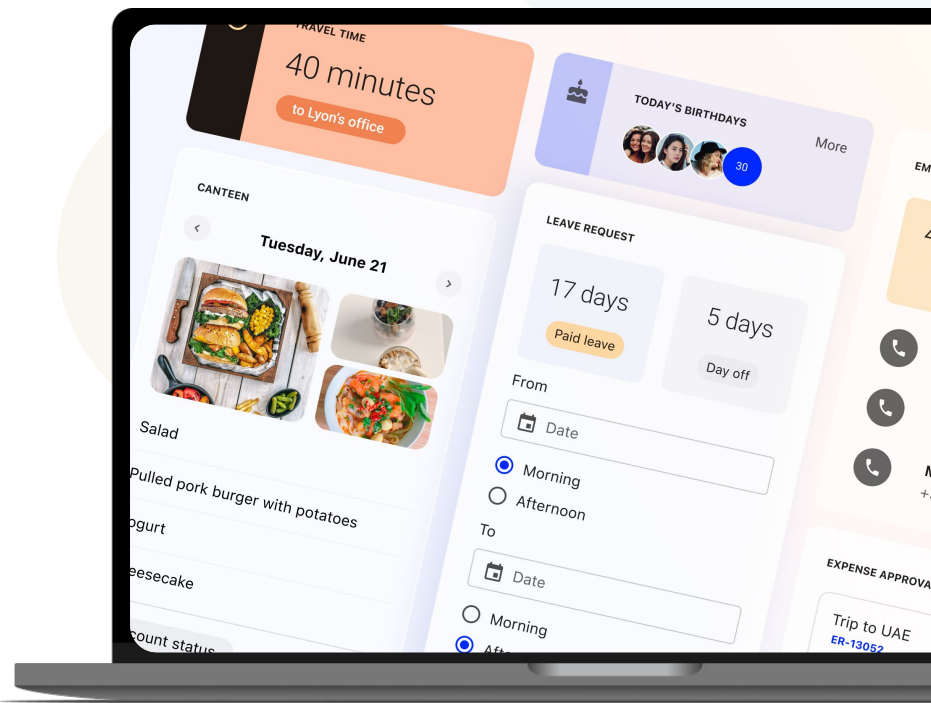 TRAVEL TIME
40 minutes
to Lyon's office
TODAY'S BIRTHDAYS
More
30
CANTEEN
Tuesday, June 21
Salad
Pulled pork burger with potatoes
ogurt
eesecake
count status
LEAVE REQUEST
17 days
Paid leave
5 days
Day off
From
Date
Morning
Afternoon
To
Date
Morning
EM
EXPENSE APPROVA
Trip to UAE
ER-13052